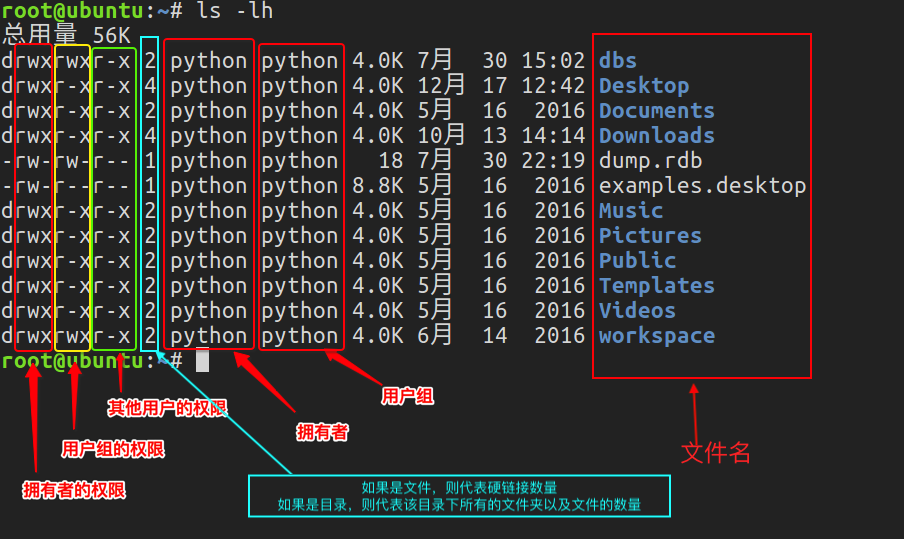 root@ubuntu:~# ls -lh
总用量 56K
drwxrwxr-x 2 python python 4.0K 7月 30 15:02 dbs
drwxr-xr-x 4 python python 4.0K 12月 17 12:42 Desktop
drwxr-xr-x 2 python python 4.0K 5月 16 2016 Documents
drwxr-xr-x 4 python python 4.0K 10月 13 14:14 Downloads
-rw-rw-r-- 1 python python 18 7月 30 22:19 dump.rdb
-rw-r--r-- 1 python python 8.8K 5月 16 2016 examples.desktop
drwxr-xr-x 2 python python 4.0K 5月 16 2016 Music
drwxr-xr-x 2 python python 4.0K 5月 16 2016 Pictures
drwxr-xr-x 2 python python 4.0K 5月 16 2016 Public
drwxr-xr-x 2 python python 4.0K 5月 16 2016 Templates
drwxr-xr-x 2 python python 4.0K 5月 16 2016 Videos
drwxrwxr-x 2 python python 4.0K 6月 14 2016 workspace
root@ubuntu:~#
用户组
其他用户的权限
拥有者
用户组的权限
文件名
拥有者的权限
如果是文件，则代表硬链接数量
如果是目录，则代表该目录下所有的文件夹以及文件的数量